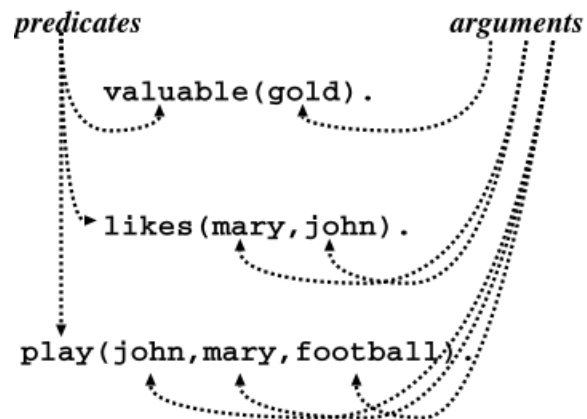 predicates arguments
valuable(gold).
likes(mary,john).
play(john,mary,football).